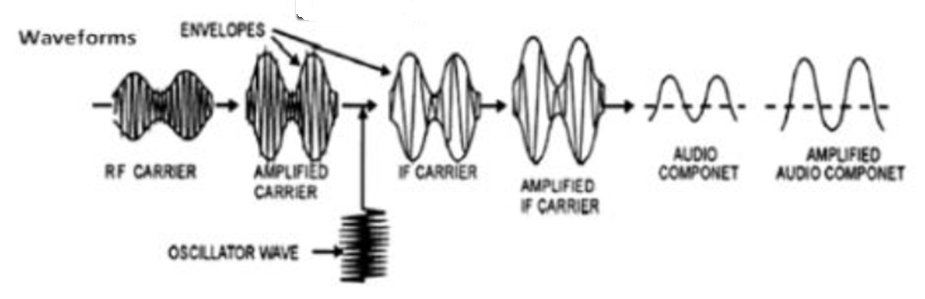 Waveforms
ENVELOPES
RF CARRIER
AMPLIFIED
CARRIER
IF CARRIER
AMPLIFIED
IF CARRIER
AUDIO
COMPONET
AMPLIFIED
AUDIO COMPONET
OSCILLATOR WAVE